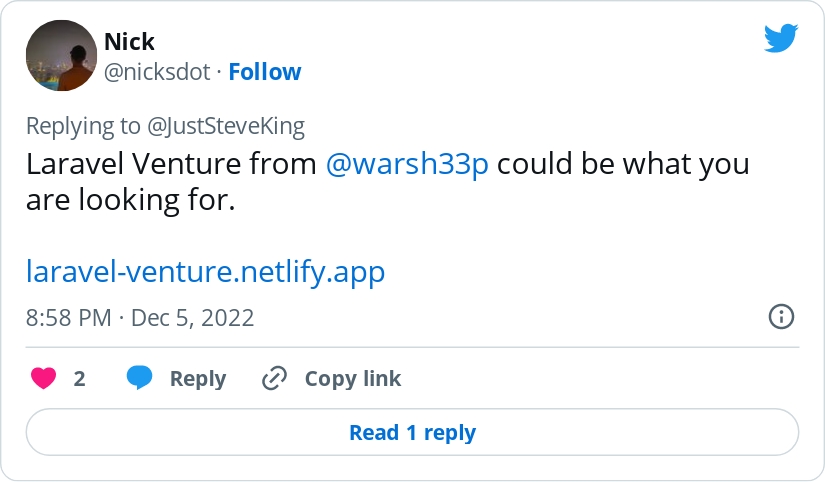 Nick
@nicksdot · Follow
Replying to @JustSteveKing
Laravel Venture from @warsh33p could be what you
are looking for.
laravel-venture.netlify.app
8:58 PM · Dec 5, 2022
2 Reply Copy link
Read 1 reply